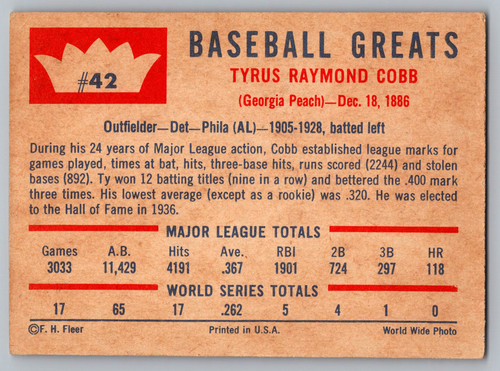 #42
BASEBALL GREATS
TYRUS RAYMOND COBB
(Georgia Peach)—Dec. 18, 1886
Outfielder—Det—Phila (AL)—1905-1928, batted left
During his 24 years of Major League action, Cobb established league marks for
games played, times at bat, hits, three-base hits, runs scored (2244) and stolen
bases (892). Ty won 12 batting titles (nine in a row) and bettered the .400 mark
three times. His lowest average (except as a rookie) was .320. He was elected
to the Hall of Fame in 1936.
MAJOR LEAGUE TOTALS
Games A.B. Hits Ave. RBI 2B 3B HR
3033 11,429 4191 .367 1901 724 297 118
WORLD SERIES TOTALS
17 65 17 .262 5 4 1 0
©F. H. Fleer Printed in U.S.A. World Wide Photo